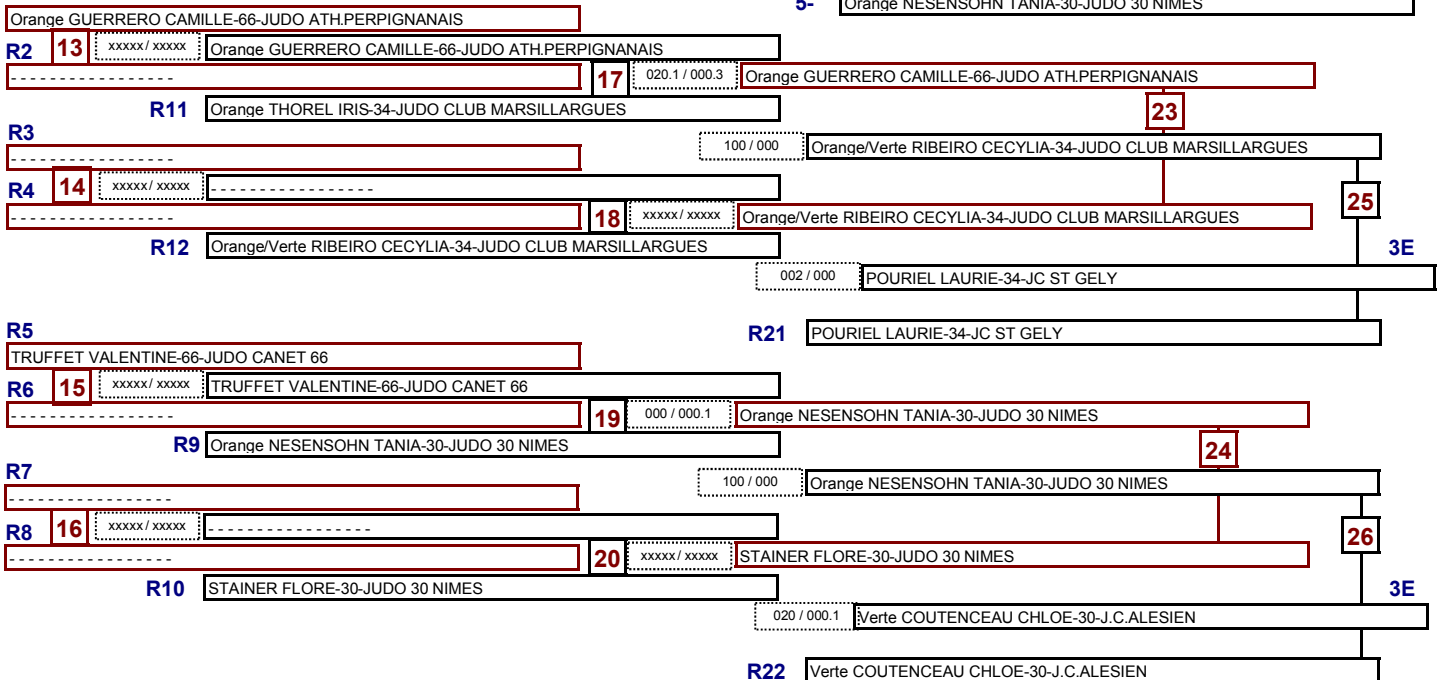 5- Orange NESENSOHN TANIA-30-JUDO 30 NIMES
Orange GUERRERO CAMILLE-66-JUDO ATH.PERPIGNANAIS
R2 13 xxxxx / xxxxx Orange GUERRERO CAMILLE-66-JUDO ATH.PERPIGNANAIS
- - - - - - - - - - - - - - - - 17 020.1 / 000.3 Orange GUERRERO CAMILLE-66-JUDO ATH.PERPIGNANAIS
R11 Orange THOREL IRIS-34-JUDO CLUB MARSILLARGUES 23
R3
100 / 000 Orange/Verte RIBEIRO CECYLIA-34-JUDO CLUB MARSILLARGUES
- - - - - - - - - - - - - - - -
R4 14 xxxxx / xxxxx - - - - - - - - - - - - - - - - 25
- - - - - - - - - - - - - - - - 18 xxxxx / xxxxx Orange/Verte RIBEIRO CECYLIA-34-JUDO CLUB MARSILLARGUES
R12 Orange/Verte RIBEIRO CECYLIA-34-JUDO CLUB MARSILLARGUES 3E
002 / 000 POURIEL LAURIE-34-JC ST GELY
R5 R21 POURIEL LAURIE-34-JC ST GELY
TRUFFET VALENTINE-66-JUDO CANET 66
R6 15 xxxxx / xxxxx TRUFFET VALENTINE-66-JUDO CANET 66
- - - - - - - - - - - - - - - - 19 000 / 000.1 Orange NESENSOHN TANIA-30-JUDO 30 NIMES
R9 Orange NESENSOHN TANIA-30-JUDO 30 NIMES 24
R7
100 / 000 Orange NESENSOHN TANIA-30-JUDO 30 NIMES
- - - - - - - - - - - - - - - -
R8 16 xxxxx / xxxxx - - - - - - - - - - - - - - - - 26
- - - - - - - - - - - - - - - - 20 xxxxx / xxxxx STAINER FLORE-30-JUDO 30 NIMES
R10 STAINER FLORE-30-JUDO 30 NIMES 3E
020 / 000.1 Verte COUTENCEAU CHLOE-30-J.C.ALESIEN
R22 Verte COUTENCEAU CHLOE-30-J.C.ALESIEN